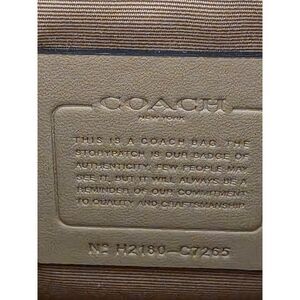 COACH
NEW YORK
THIS IS A COACH BAG. THE
STORYPATCH IS OUR BADGE OF
AUTHENTICITY. FEW PEOPLE MAY
SEE IT, BUT IT WILL ALWAYS BE A
REMINDER OF OUR COMMITMENT
TO QUALITY AND CRAFTSMANSHIP.
Nº H2180-C7265